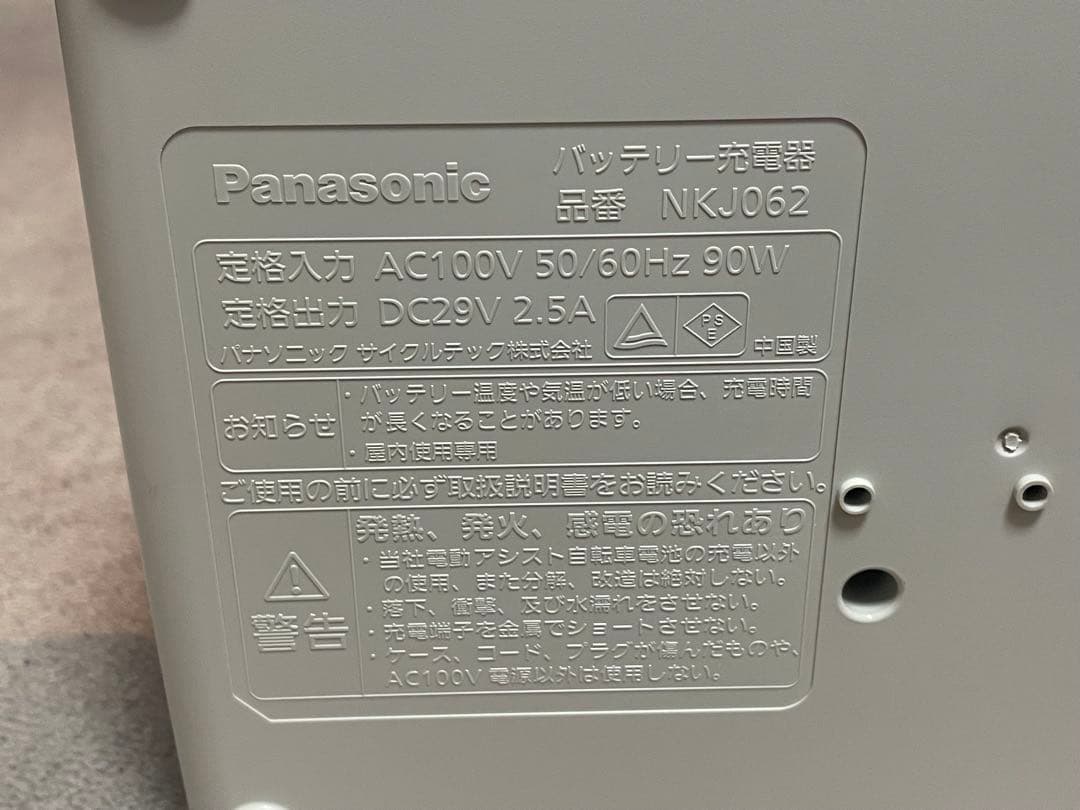 Panasonic
バッテリー充電器
品番 NKJ062
定格入力 AC100V 50/60Hz 90W
定格出力 DC29V 2.5A
PSE
パナソニック サイクルテック株式会社
中国製
お知らせ
・バッテリー温度や気温が低い場合、充電時間
が長くなることがあります。
・屋内使用専用
ご使用の前に必ず取扱説明書をお読みください。
警告
発熱、発火、感電の恐れあり
・当社電動アシスト自転車電池の充電以外
の使用、また分解、改造は絶対しない。
・落下、衝撃、及び水濡れをさせない。
・充電端子を金属でショートさせない。
・ケース、コード、プラグが傷んだものや、
AC100V 電源以外は使用しない。